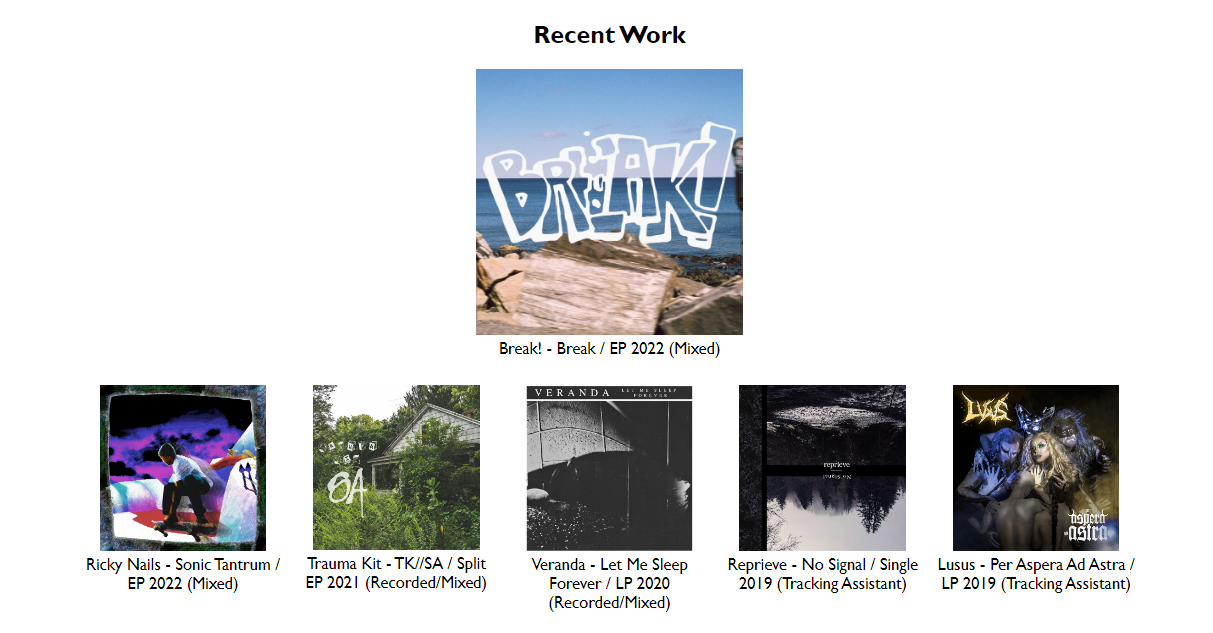 Recent Work
BREAK!
Break! - Break / EP 2022 (Mixed)
VERANDA
LET ME SLEEP
FOREVER
reprieve
No Signal
LVSVS
aspera
ad astra
SA
Ricky Nails - Sonic Tantrum /
EP 2022 (Mixed)
Trauma Kit - TK//SA / Split
EP 2021 (Recorded/Mixed)
Veranda - Let Me Sleep
Forever / LP 2020
(Recorded/Mixed)
Reprieve - No Signal / Single
2019 (Tracking Assistant)
Lusus - Per Aspera Ad Astra /
LP 2019 (Tracking Assistant)